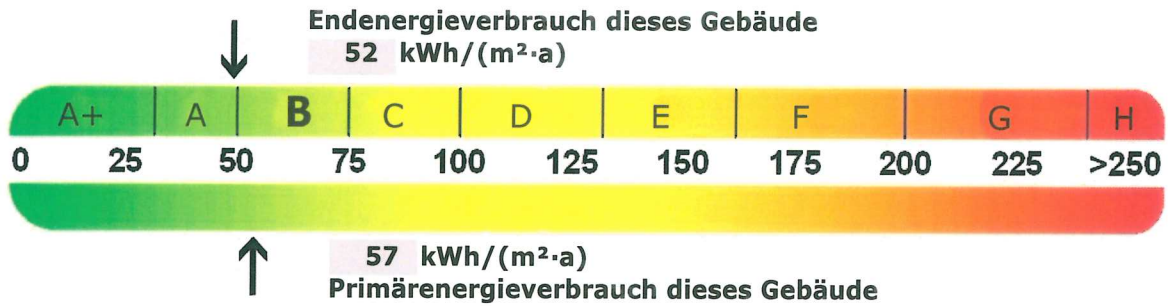 Endenergieverbrauch dieses Gebäude
52 kWh/(m²·a)
A+ A B C D E F G H
0 25 50 75 100 125 150 175 200 225 >250
57 kWh/(m²·a)
Primärenergieverbrauch dieses Gebäude